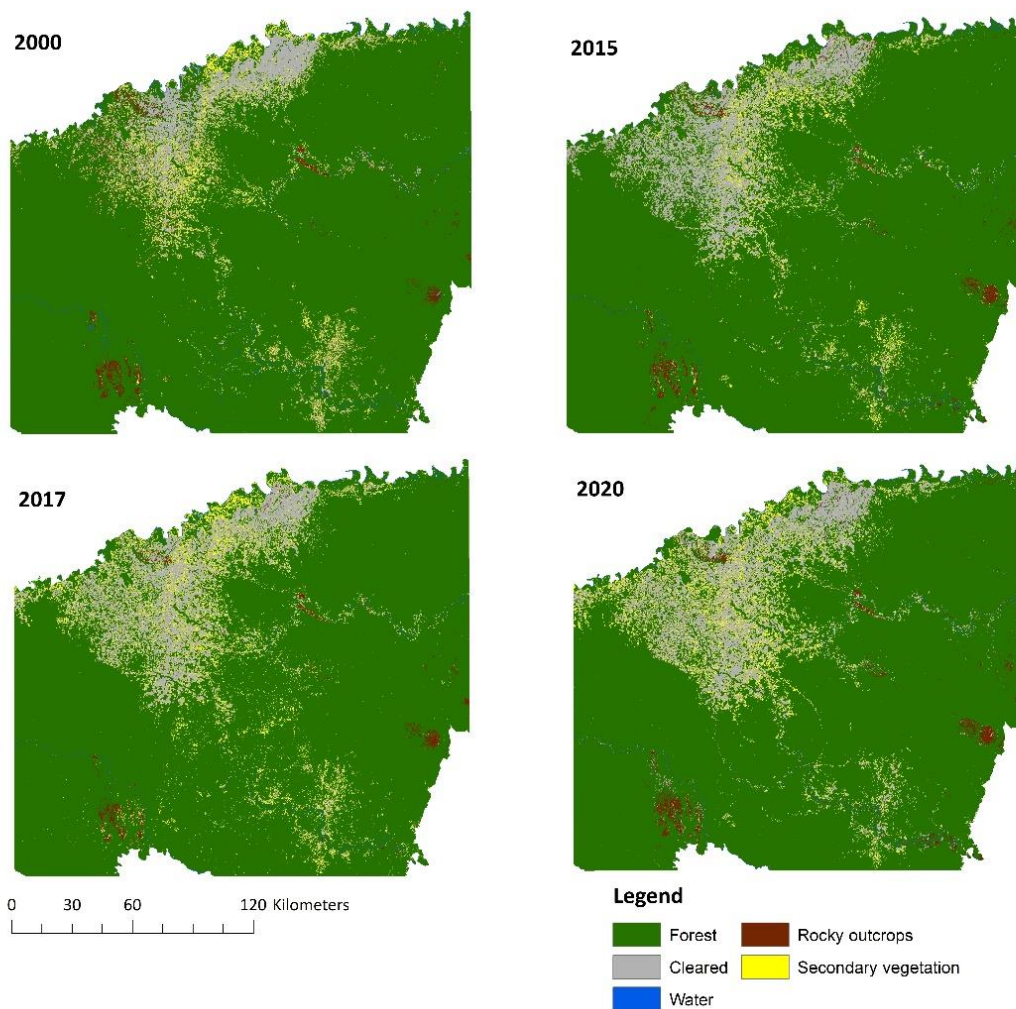 2000
2015
2017
2020
0 30 60 120 Kilometers
Legend
Forest
Rocky outcrops
Cleared
Secondary vegetation
Water